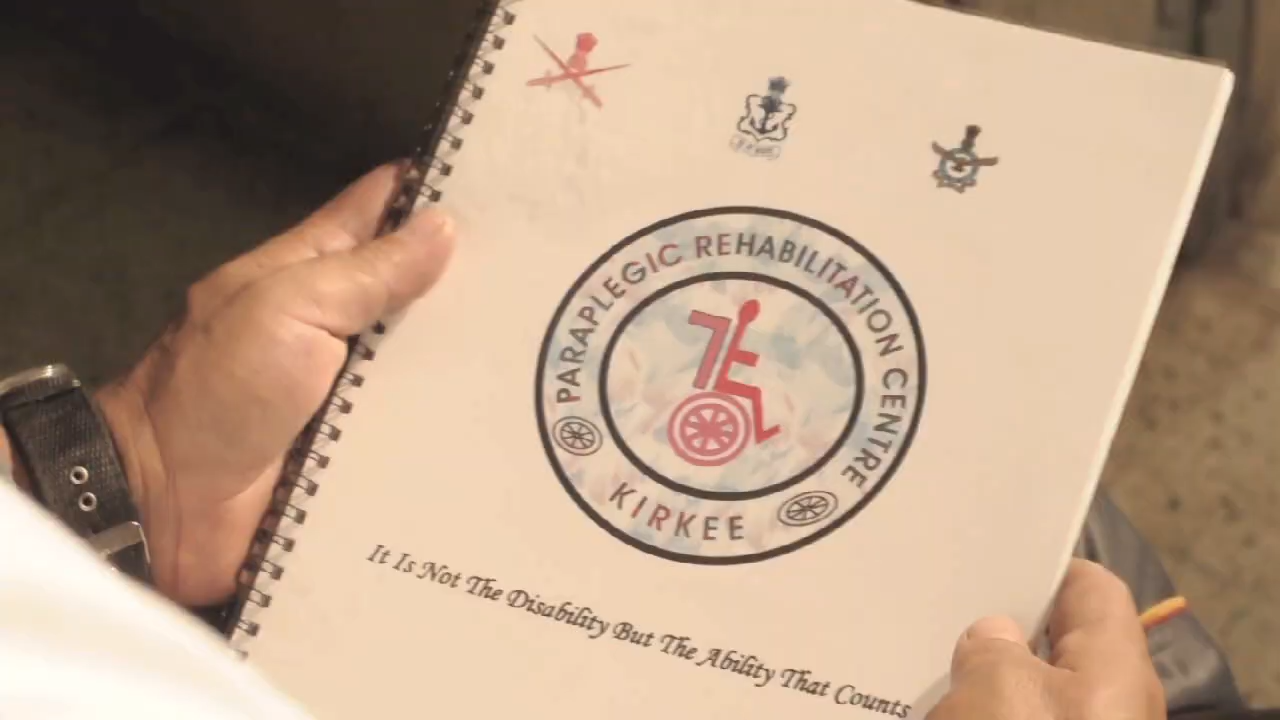 PARAPLEGIC REHABILITATION CENTRE
KIRKEE
It Is Not The Disability But The Ability That Counts